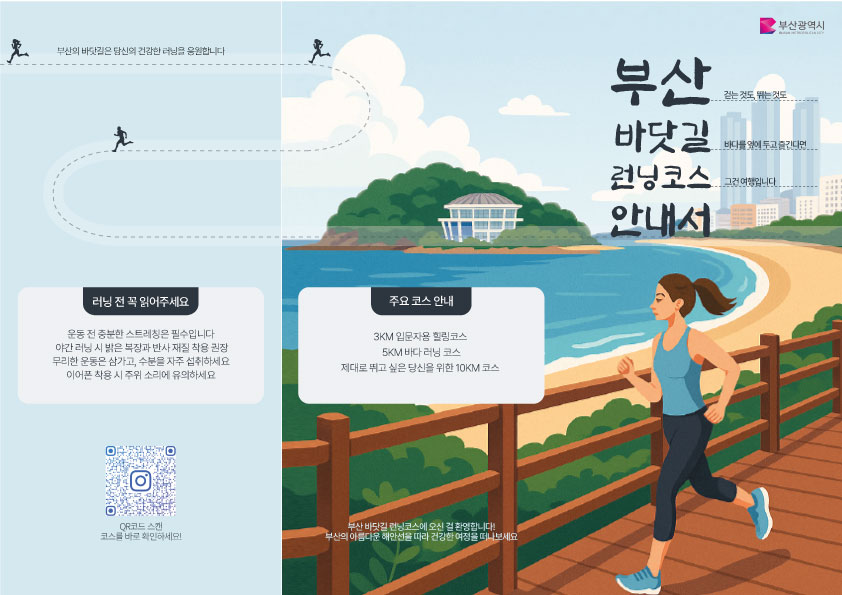 부산의 바닷길은 당신의 건강한 러닝을 응원합니다
러닝 전 꼭 읽어주세요
운동 전 충분한 스트레칭은 필수입니다
야간 러닝 시 밝은 복장과 반사 재질 착용 권장
무리한 운동은 삼가고, 수분을 자주 섭취하세요
이어폰 착용 시 주위 소리에 유의하세요
QR코드 스캔
코스를 바로 확인하세요!
부산광역시
부산
걷는 것도, 뛰는 것도
바닷길
바다를 옆에 두고 즐긴다면
런닝코스
그건 여행입니다
안내서
주요 코스 안내
3KM 입문자용 힐링코스
5KM 바다 러닝 코스
제대로 뛰고 싶은 당신을 위한 10KM 코스
부산 바닷길 런닝코스에 오신 걸 환영합니다!
부산의 아름다운 해안선을 따라 건강한 여정을 떠나보세요